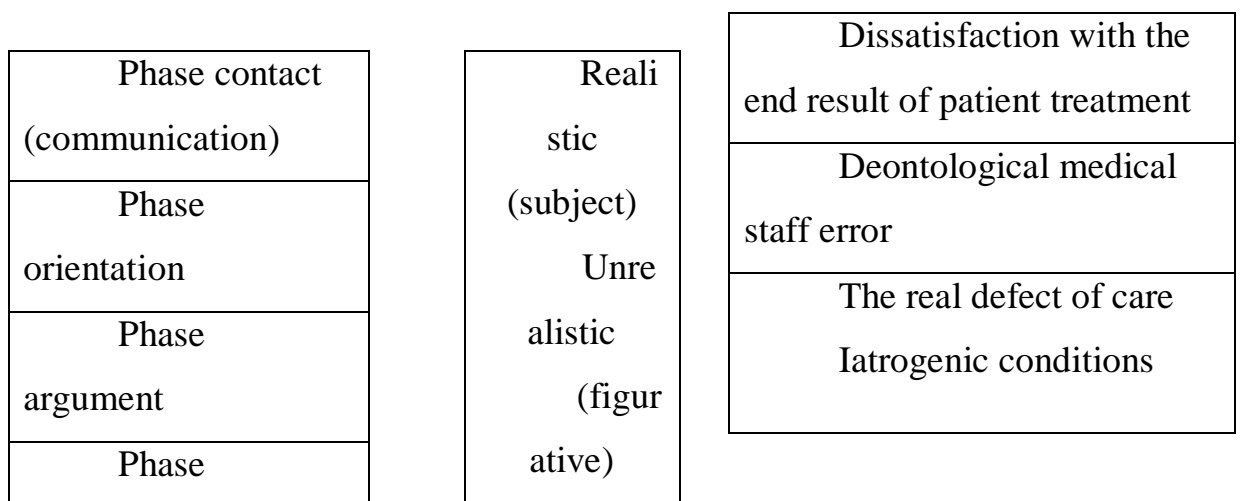 Phase contact
(communication)
Phase
orientation
Phase
argument
Phase
Reali
stic
(subject)
Unre
alistic
(figur
ative)
Dissatisfaction with the
end result of patient treatment
Deontological medical
staff error
The real defect of care
Iatrogenic conditions